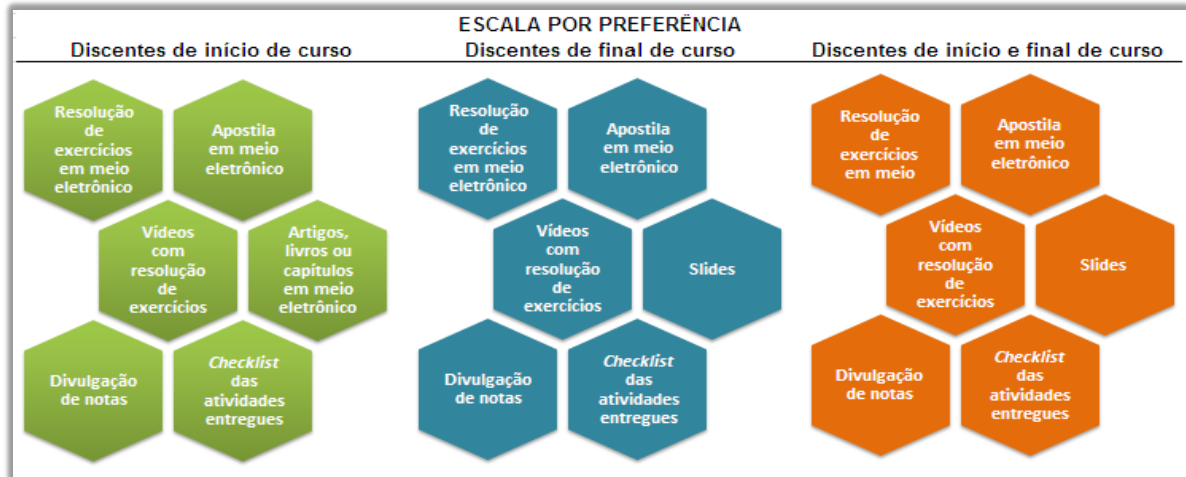 ESCALA POR PREFERÊNCIA
Discentes de início de curso
Resolução
de
exercícios
em meio
eletrônico
Apostila
em meio
eletrônico
Vídeos
com
resolução
de
exercícios
Artigos,
livros ou
capítulos
em meio
eletrônico
Divulgação
de notas
Checklist
das
atividades
entregues
Discentes de final de curso
Resolução
de
exercícios
em meio
eletrônico
Apostila
em meio
eletrônico
Vídeos
com
resolução
de
exercícios
Slides
Divulgação
de notas
Checklist
das
atividades
entregues
Discentes de início e final de curso
Resolução
de
exercícios
em meio
Apostila
em meio
eletrônico
Vídeos
com
resolução
de
exercícios
Slides
Divulgação
de notas
Checklist
das
atividades
entregues